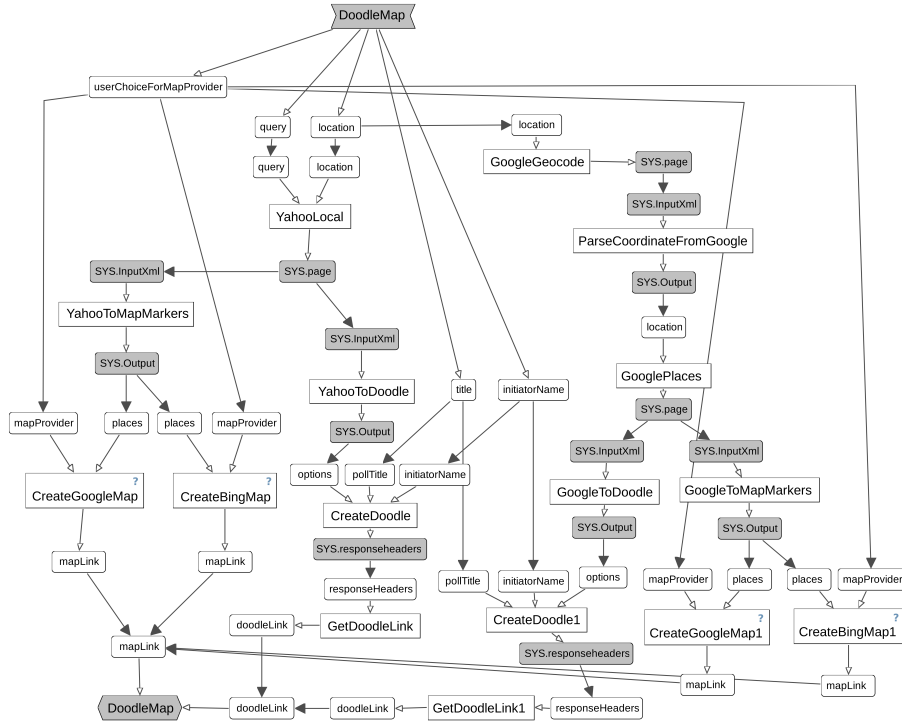 DoodleMap
userChoiceForMapProvider
query
location
location
query
location
GoogleGeocode
SYS.page
SYS.InputXml
YahooLocal
ParseCoordinateFromGoogle
SYS.InputXml
SYS.page
SYS.Output
YahooToMapMarkers
location
SYS.InputXml
SYS.Output
GooglePlaces
YahooToDoodle
title
initiatorName
SYS.page
mapProvider
places
places
mapProvider
SYS.Output
SYS.InputXml
SYS.InputXml
options
pollTitle
initiatorName
?
CreateGoogleMap
?
CreateBingMap
GoogleToDoodle
GoogleToMapMarkers
CreateDoodle
SYS.Output
SYS.Output
SYS.responseheaders
mapLink
mapLink
responseHeaders
pollTitle
initiatorName
options
mapProvider
places
places
mapProvider
doodleLink
GetDoodleLink
CreateDoodle1
?
CreateGoogleMap1
?
CreateBingMap1
mapLink
SYS.responseheaders
mapLink
mapLink
DoodleMap
doodleLink
doodleLink
GetDoodleLink1
responseHeaders